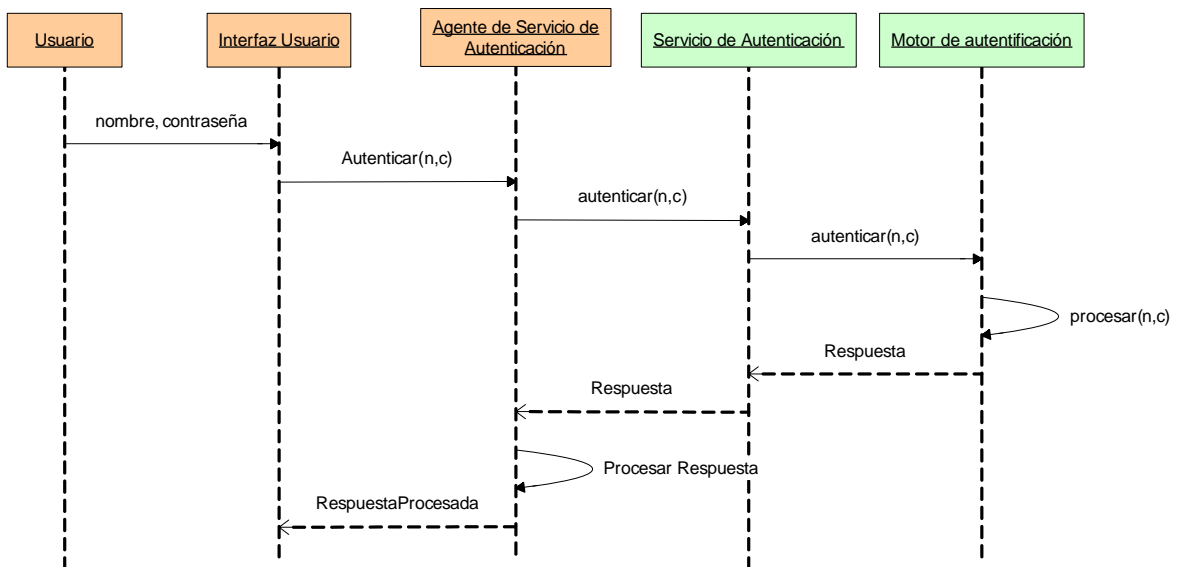 Usuario
Interfaz Usuario
Agente de Servicio de
Autenticación
Servicio de Autenticación
Motor de autentificación
nombre, contraseña
Autenticar(n,c)
autenticar(n,c)
autenticar(n,c)
procesar(n,c)
Respuesta
Respuesta
Procesar Respuesta
RespuestaProcesada